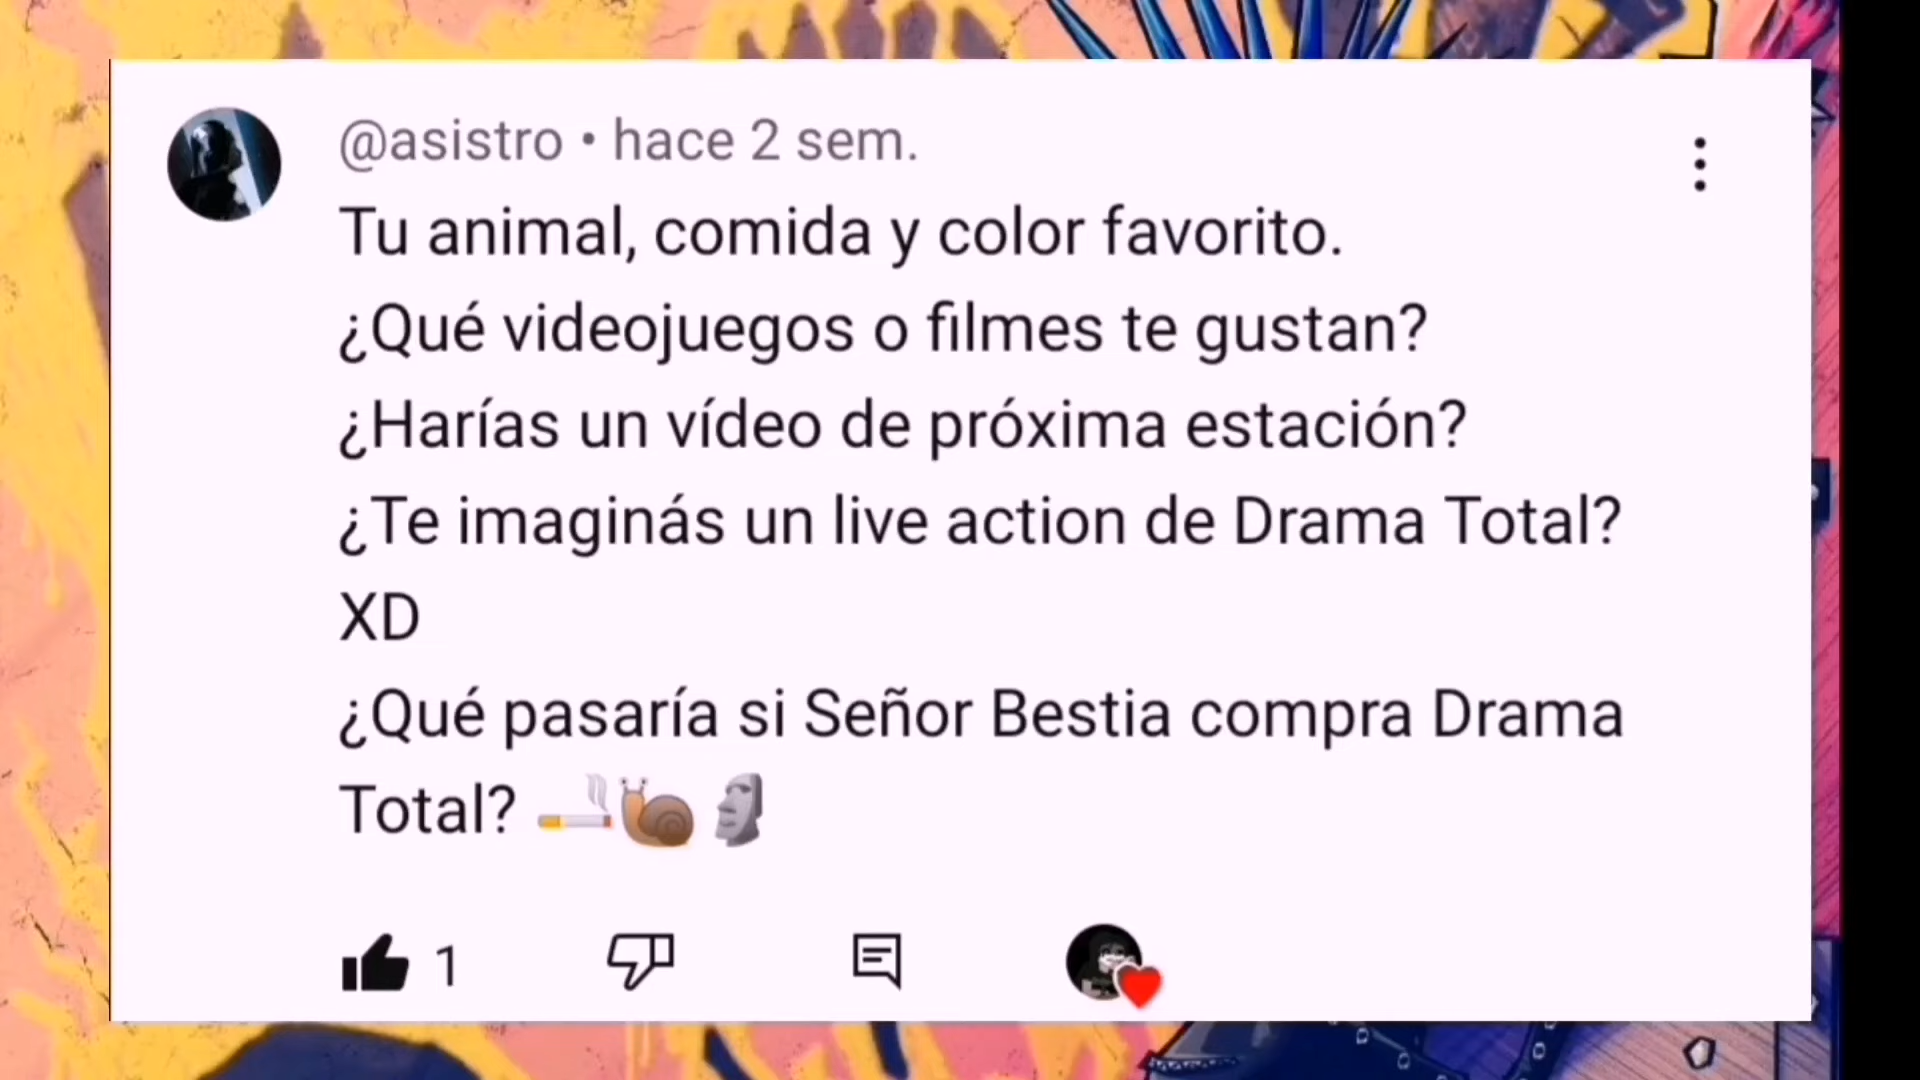 @asistro • hace 2 sem.
Tu animal, comida y color favorito.
¿Qué videojuegos o filmes te gustan?
¿Harías un vídeo de próxima estación?
¿Te imaginás un live action de Drama Total?
XD
¿Qué pasaría si Señor Bestia compra Drama
Total? 🚬🐌🗿
1